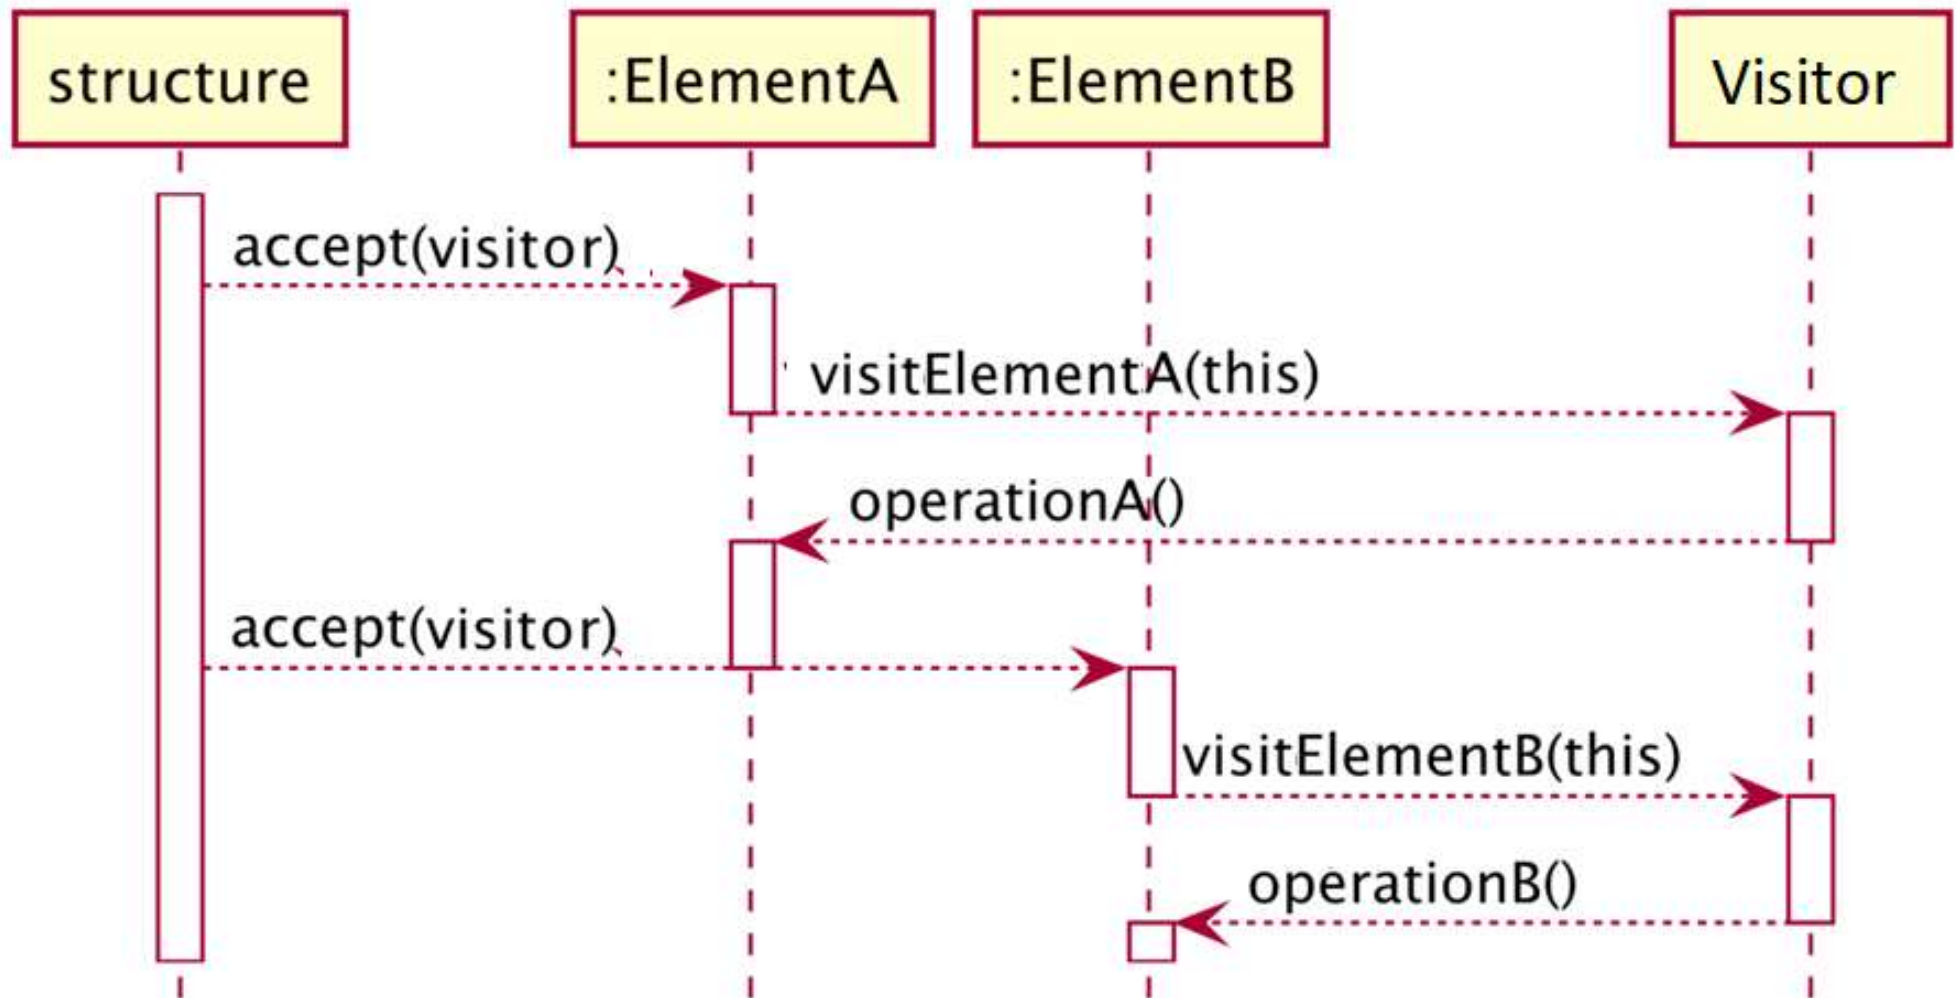 structure
:ElementA
:ElementB
Visitor
accept(visitor)
visitElementA(this)
operationA()
accept(visitor)
visitElementB(this)
operationB()